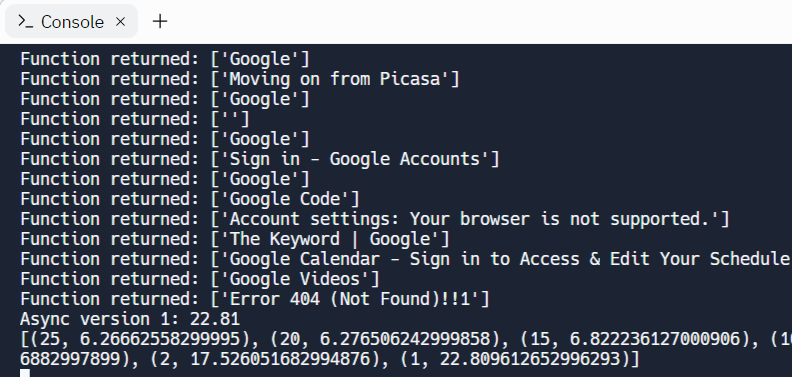 Console
Function returned: ['Google']
Function returned: ['Moving on from Picasa']
Function returned: ['Google']
Function returned: ['']
Function returned: ['Google']
Function returned: ['Sign in - Google Accounts']
Function returned: ['Google']
Function returned: ['Google Code']
Function returned: ['Account settings: Your browser is not supported.']
Function returned: ['The Keyword | Google']
Function returned: ['Google Calendar - Sign in to Access & Edit Your Schedule
Function returned: ['Google Videos']
Function returned: ['Error 404 (Not Found)!!1']
Async version 1: 22.81
[(25, 6.26662558299995), (20, 6.276506242999858), (15, 6.822236127000906), (1
6882997899), (2, 17.526051682994876), (1, 22.809612652996293)]